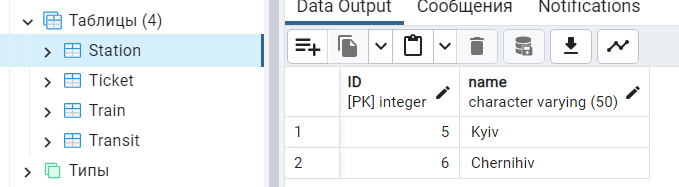 Таблицы (4)
Station
Ticket
Train
Transit
Типы
Data Output Сообщения Notifications
ID name
[PK] integer character varying (50)
1 5 Kyiv
2 6 Chernihiv